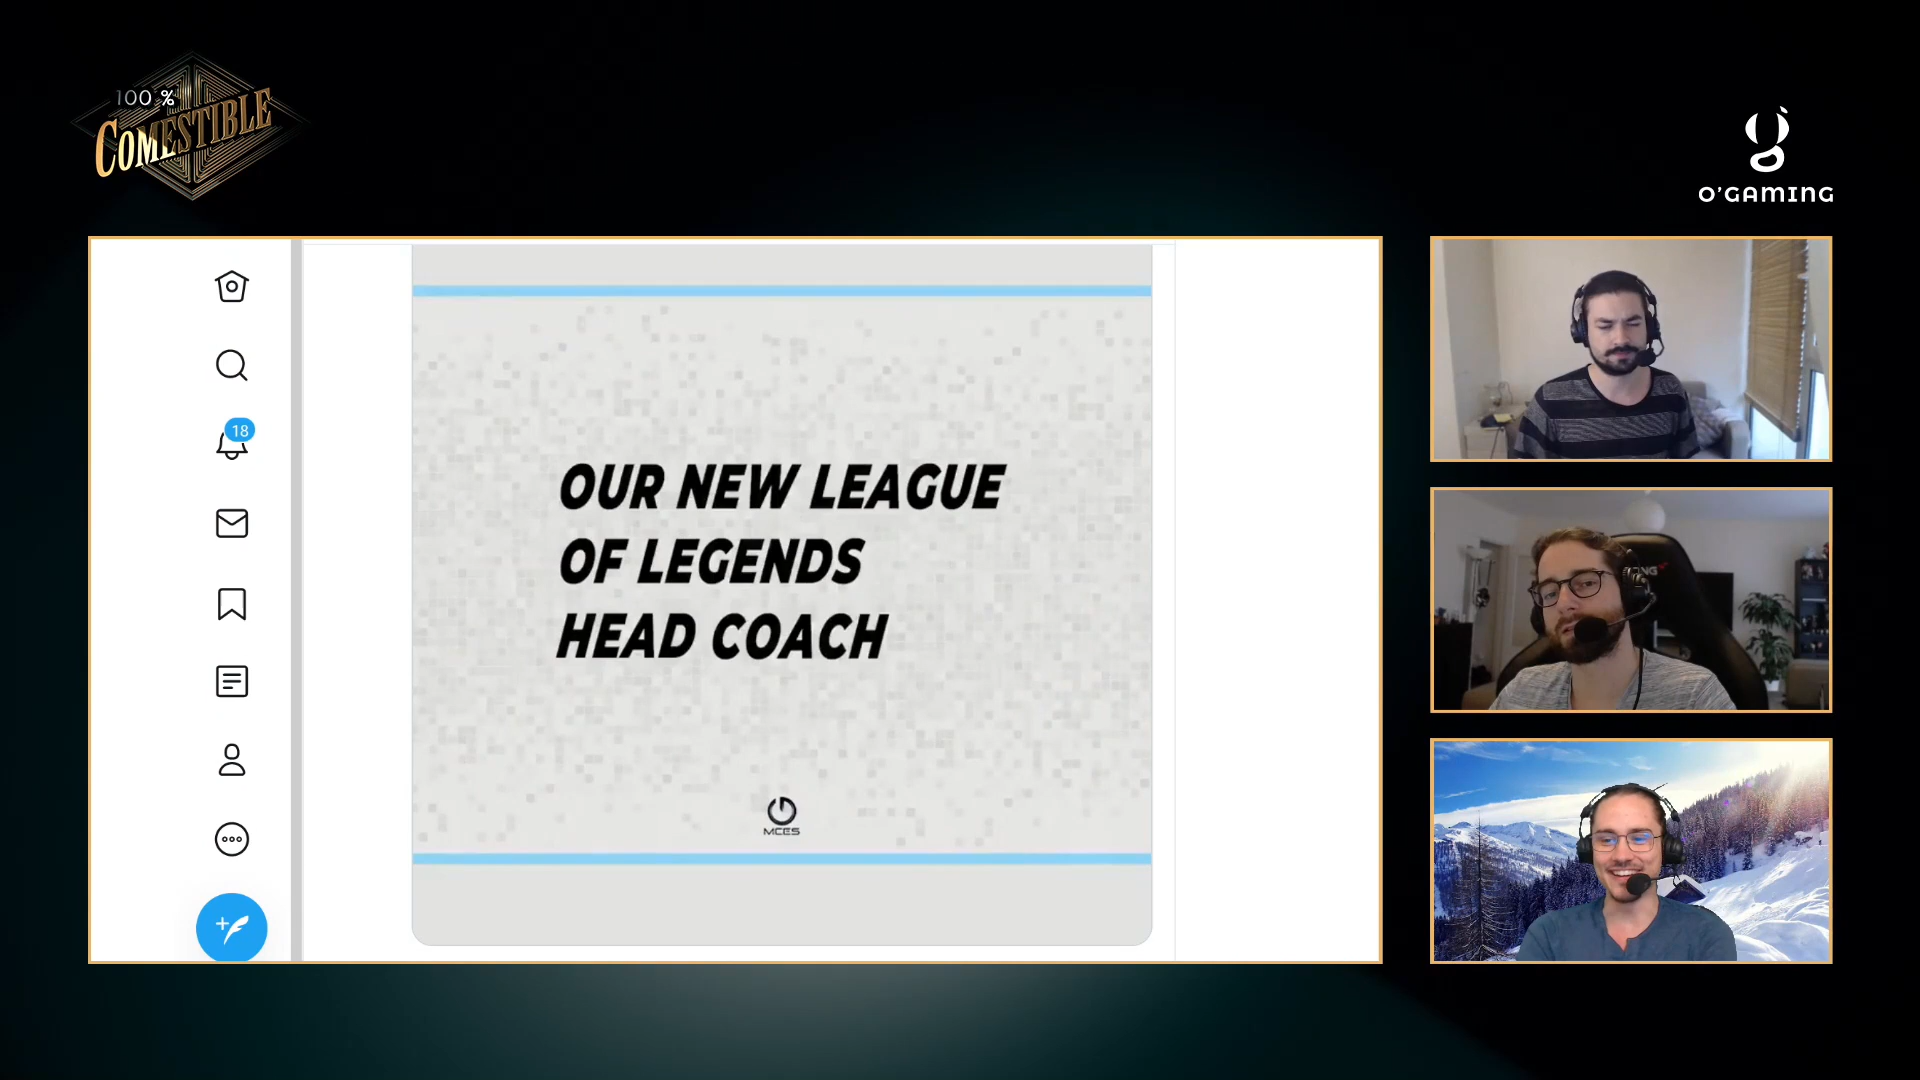 100 %
COMESTIBLE
O'GAMING
18
OUR NEW LEAGUE
OF LEGENDS
HEAD COACH
MCES